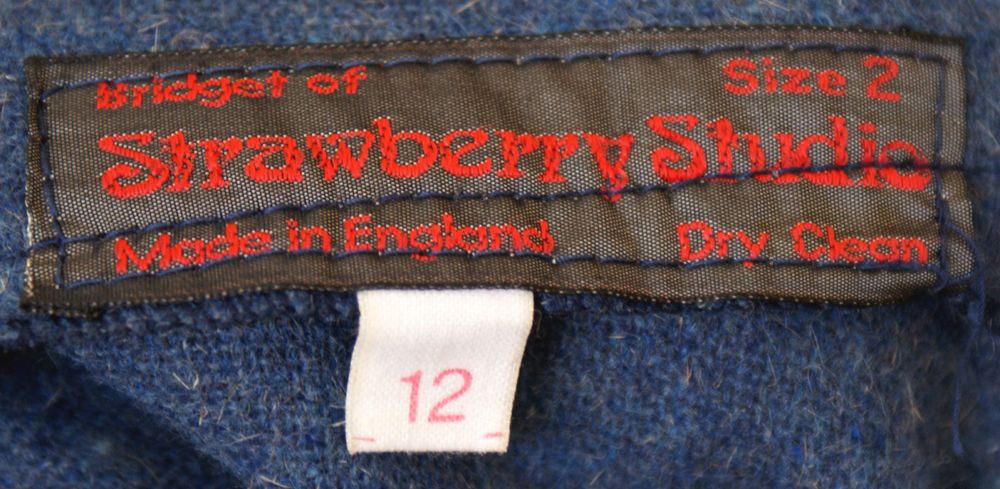 Bridget of Size 2
Strawberry Studio
Made in England Dry Clean
12